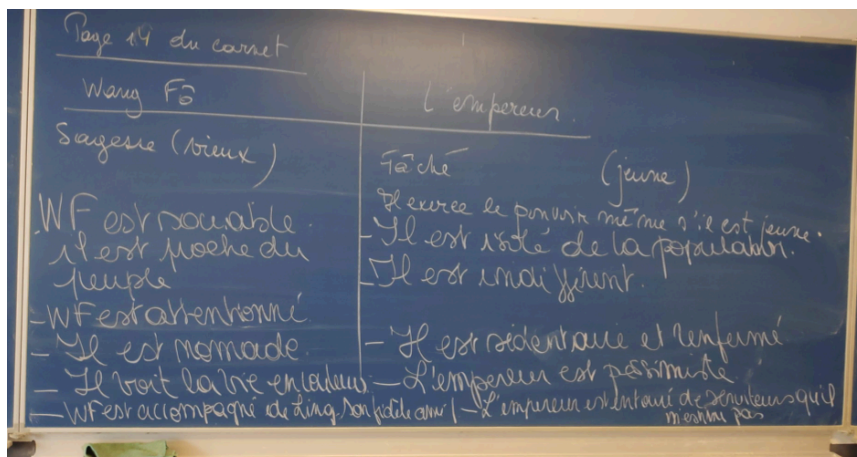 Page 14 du carnet
Wang Fô
L'empereur.
Sagesse (vieux)
WF est sociable.
il est proche du
peuple
- WF est attentionné
- Il est nomade.
- Il voit la vie en couleurs
- WF est accompagné de Ling. Son fidèle ami
Fâché (jeune)
Il exerce le pouvoir même s'il est jeune.
- Il est isolé de la population.
- Il est indifférent.
- Il est sédentaire et renfermé
- L'empereur est pessimiste
- L'empereur est entouré de serviteurs qu'il
n'estime pas